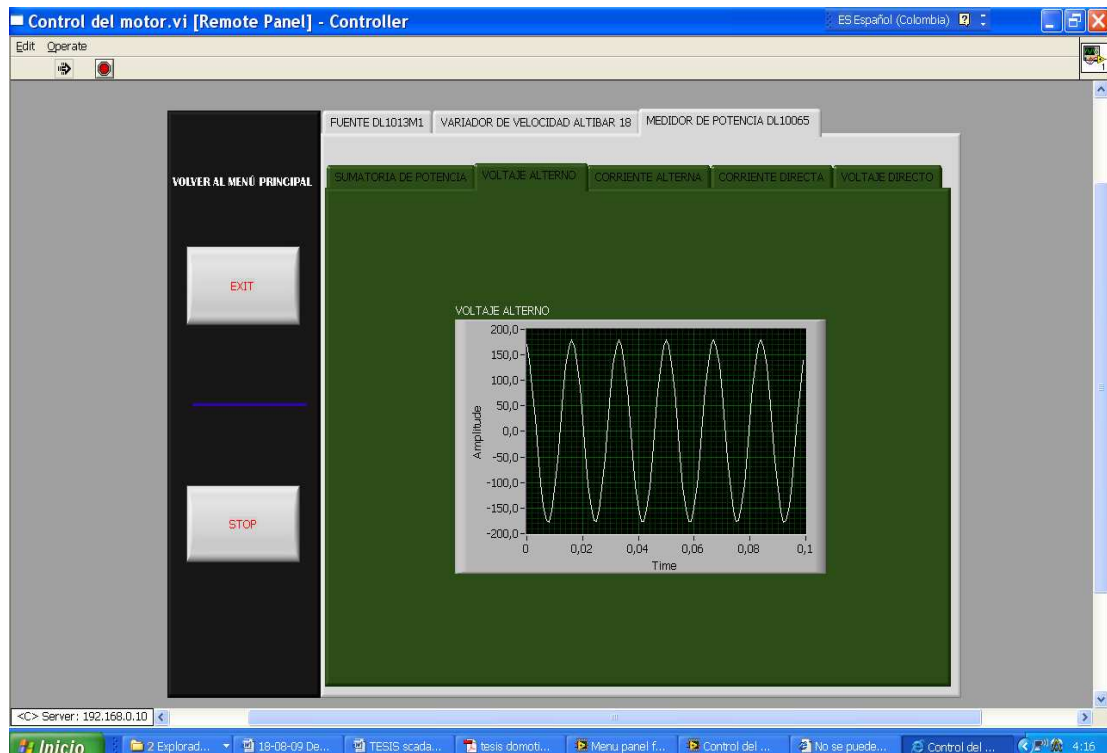 Control del motor.vi [Remote Panel] - Controller
ES Español (Colombia)
Edit Operate
1
FUENTE DL1013M1 VARIADOR DE VELOCIDAD ALTIBAR 18 MEDIDOR DE POTENCIA DL10065
VOLVER AL MENÚ PRINCIPAL
SUMATORIA DE POTENCIA VOLTAJE ALTERNO CORRIENTE ALTERNA CORRIENTE DIRECTA VOLTAJE DIRECTO
EXIT
VOLTAJE ALTERNO
200,0
150,0
100,0
50,0
0,0
-50,0
-100,0
-150,0
-200,0
Amplitude
0 0,02 0,04 0,06 0,08 0,1
Time
STOP
<C> Server: 192.168.0.10
Inicio 2 Explorad... 18-08-09 De... TESIS scada... tesis domoti... Menu panel f... Control del ... No se puede... Control del ... 4:16